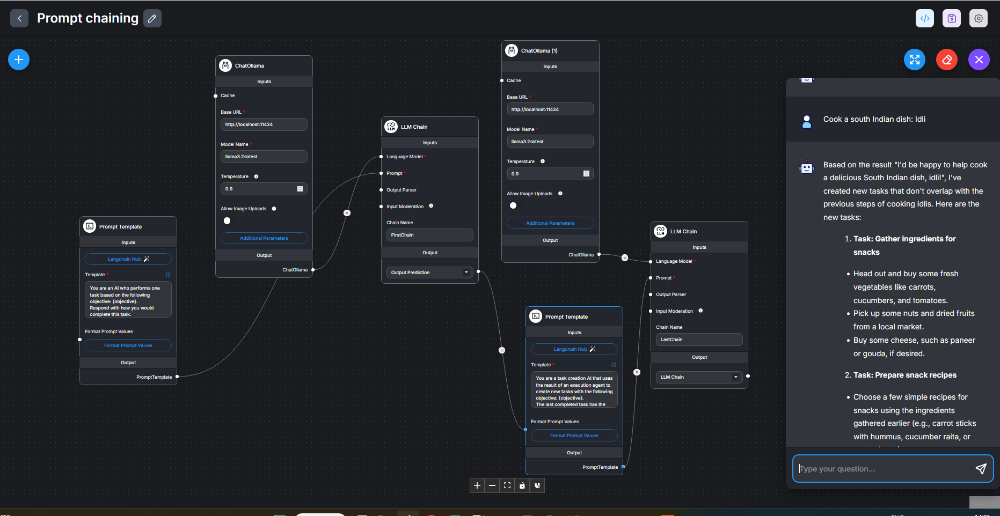 Prompt chaining
ChatOllama
Inputs
Cache
Base URL *
http://localhost:11434
Model Name *
llama3.2:latest
Temperature
0.9
Allow Image Uploads
Additional Parameters
Output
ChatOllama
Prompt Template
Inputs
Langchain Hub
Template *
You are an AI who performs one
task based on the following
objective: {objective}.
Respond with how you would
complete this task:
Format Prompt Values
Format Prompt Values
Output
PromptTemplate
LLM Chain
Inputs
Language Model *
Prompt *
Output Parser
Input Moderation
Chain Name
FirstChain
Output
Output Prediction
ChatOllama (1)
Inputs
Cache
Base URL *
http://localhost:11434
Model Name *
llama3.2:latest
Temperature
0.9
Allow Image Uploads
Additional Parameters
Output
ChatOllama
Prompt Template
Inputs
Langchain Hub
Template *
You are a task creation AI that uses
the result of an execution agent to
create new tasks with the following
objective: {objective}.
The last completed task has the
Format Prompt Values
Format Prompt Values
Output
PromptTemplate
LLM Chain
Inputs
Language Model *
Prompt *
Output Parser
Input Moderation
Chain Name
LastChain
Output
LLM Chain
Cook a south Indian dish: Idli
Based on the result "I'd be happy to help cook
a delicious South Indian dish, idli!", I've
created new tasks that don't overlap with the
previous steps of cooking idlis. Here are the
new tasks:
1. Task: Gather ingredients for
snacks
• Head out and buy some fresh
vegetables like carrots,
cucumbers, and tomatoes.
• Pick up some nuts and dried fruits
from a local market.
• Buy some cheese, such as paneer
or gouda, if desired.
2. Task: Prepare snack recipes
• Choose a few simple recipes for
snacks using the ingredients
gathered earlier (e.g., carrot sticks
with hummus, cucumber raita, or
Type your question...